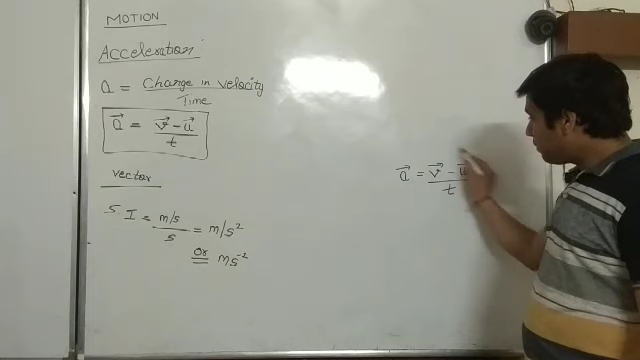 MOTION
Acceleration
a = Change in velocity / Time
a⃗ = (v⃗ - u⃗) / t
vector
S.I = m/s / s = m/s²
Or ms⁻²
a⃗ = (v⃗ - u⃗) / t